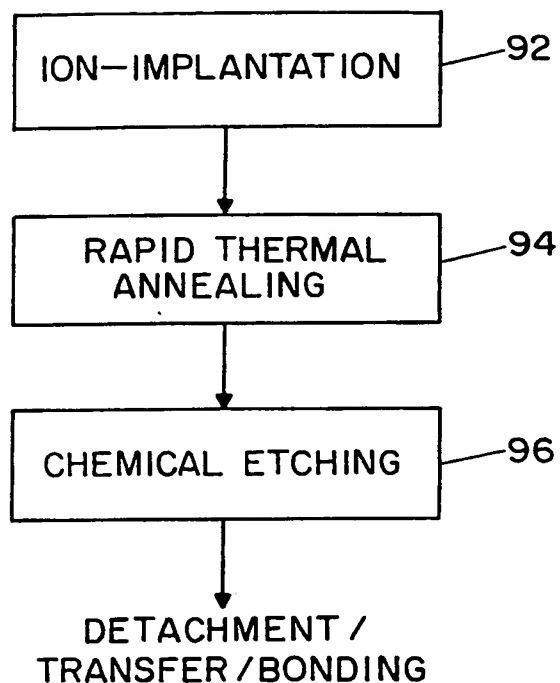 ION-IMPLANTATION
92
RAPID THERMAL
ANNEALING
94
CHEMICAL ETCHING
96
DETACHMENT /
TRANSFER / BONDING